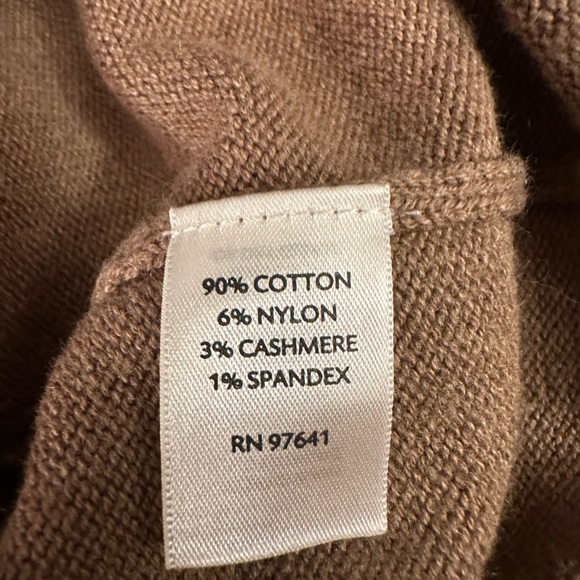 90% COTTON
6% NYLON
3% CASHMERE
1% SPANDEX
RN 97641